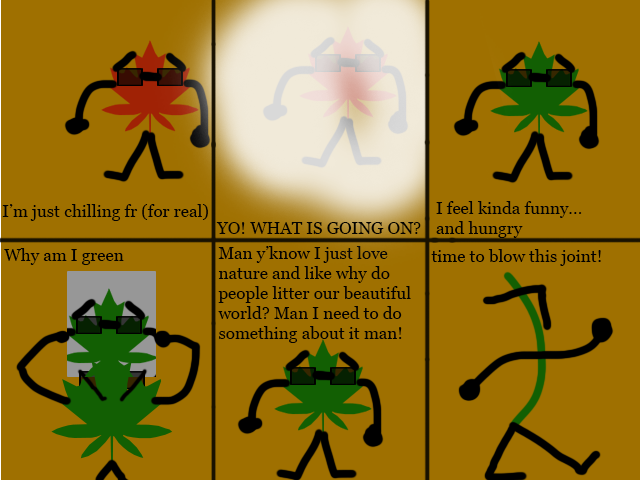 I'm just chilling fr (for real)
YO! WHAT IS GOING ON?
I feel kinda funny...
and hungry
Why am I green
Man y'know I just love
nature and like why do
people litter our beautiful
world? Man I need to do
something about it man!
time to blow this joint!